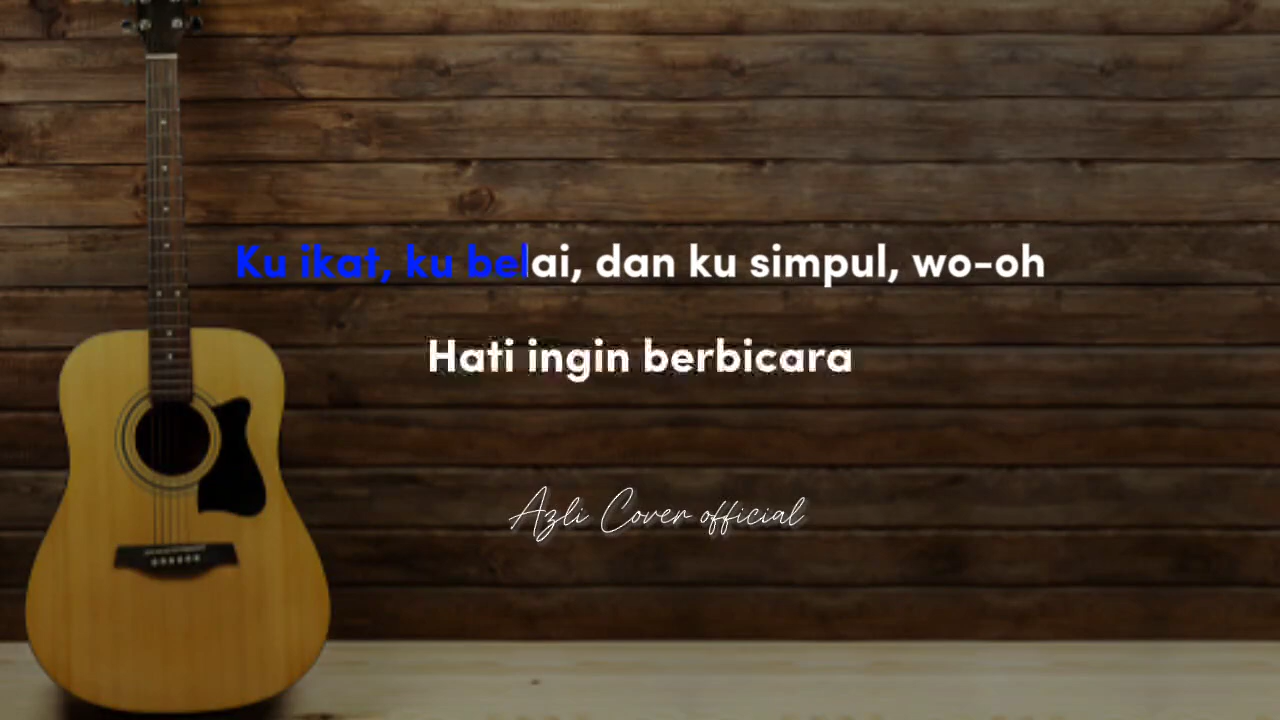 Ku ikat, ku belai, dan ku simpul, wo-oh
Hati ingin berbicara
Azli Cover official